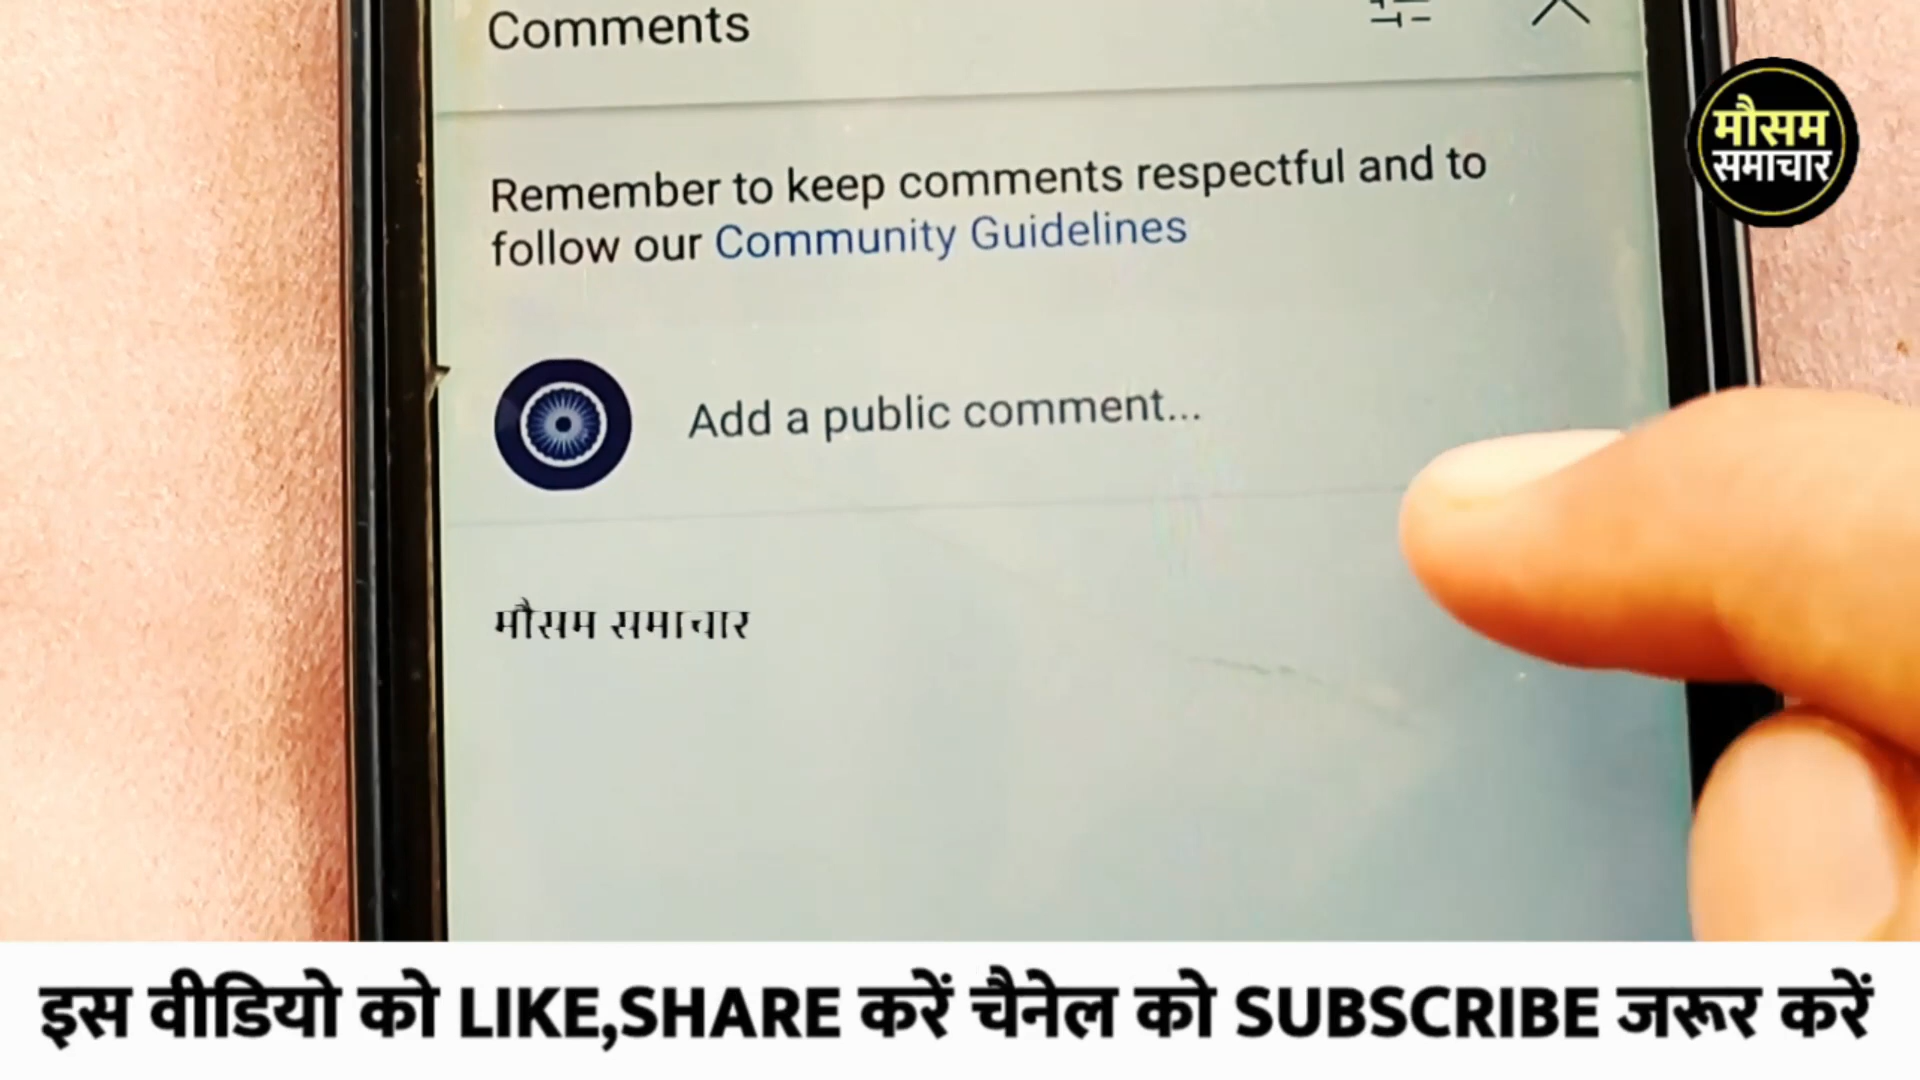 Comments
मौसम
समाचार
Remember to keep comments respectful and to
follow our Community Guidelines
Add a public comment...
मौसम समाचार
इस वीडियो को LIKE,SHARE करें चैनेल को SUBSCRIBE जरूर करें